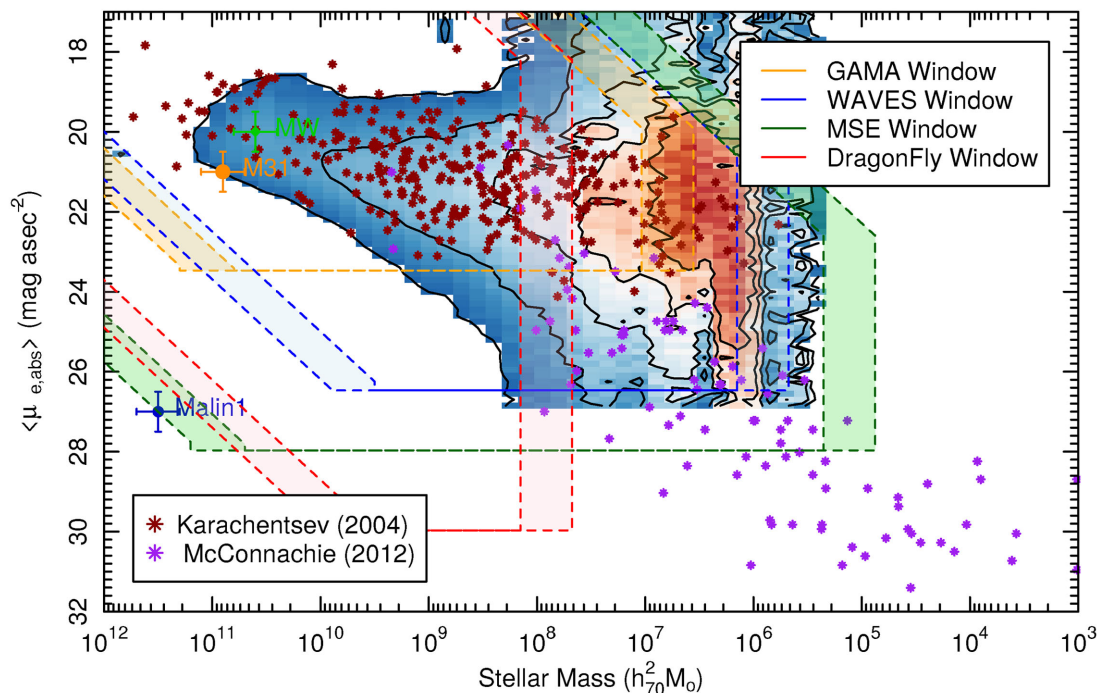 18
20
22
24
26
28
30
32
<μ e,abs> (mag asec⁻²)
MW
M31
Malin1
GAMA Window
WAVES Window
MSE Window
DragonFly Window
Karachentsev (2004)
McConnachie (2012)
10¹² 10¹¹ 10¹⁰ 10⁹ 10⁸ 10⁷ 10⁶ 10⁵ 10⁴ 10³
Stellar Mass (h₇₀²M₀)